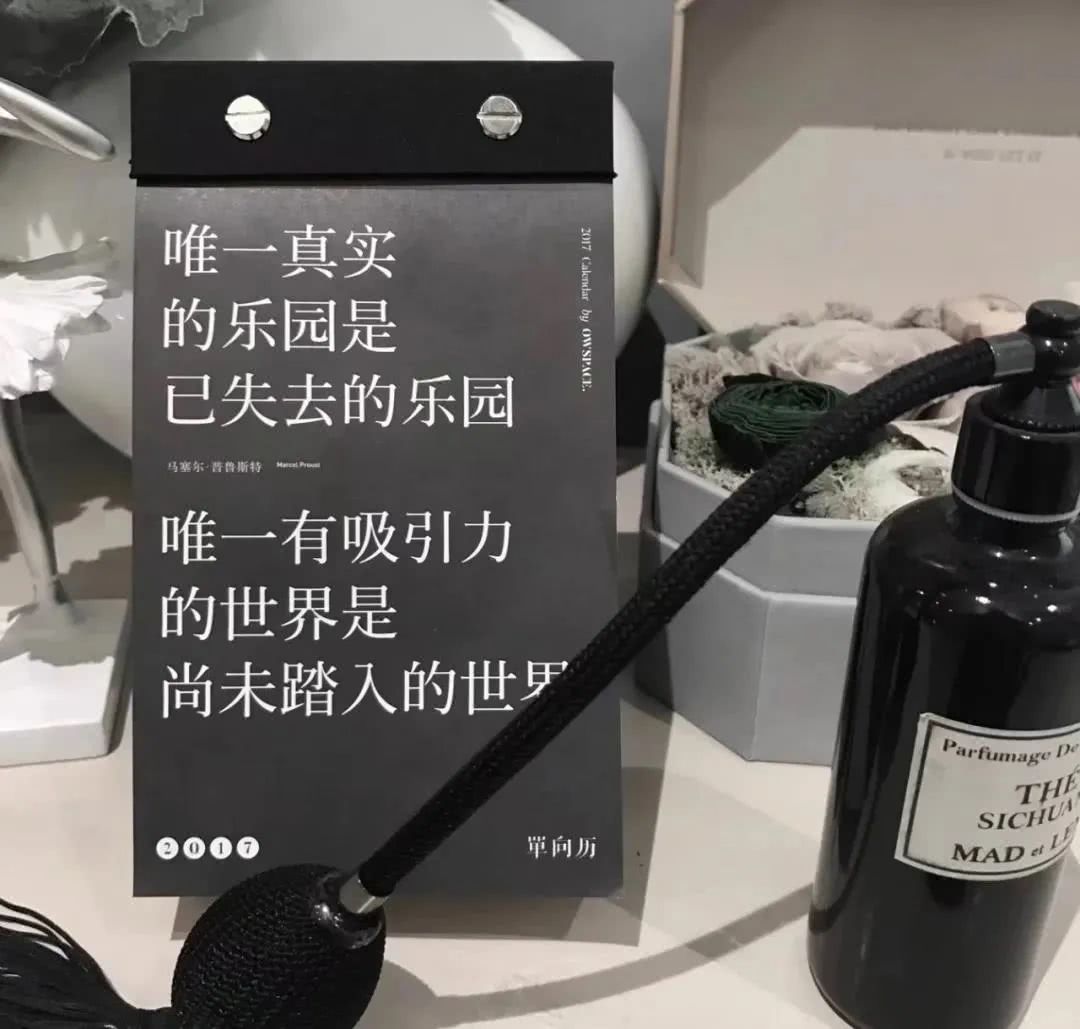 唯一真实
的乐园是
已失去的乐园
马塞尔·普鲁斯特 Marcel Proust
唯一有吸引力
的世界是
尚未踏入的世界
2017
單向历
2017 Calendar by OWSPACE.
Parfumage De
THÉ
SICHUA
MAD et LE